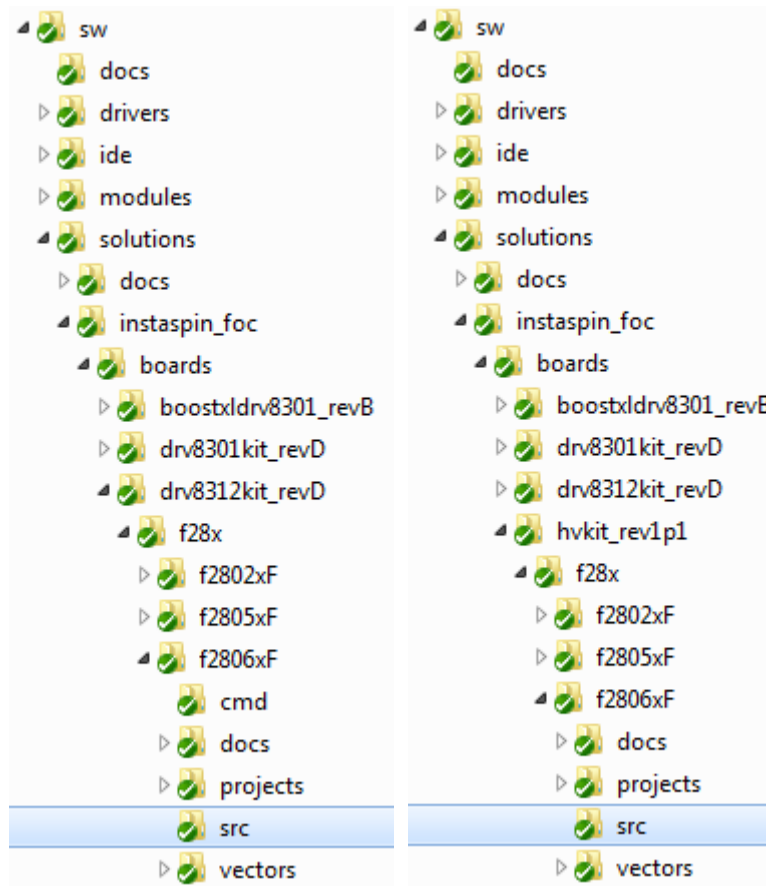 sw
docs
drivers
ide
modules
solutions
docs
instaspin_foc
boards
boostxldrv8301_revB
drv8301kit_revD
drv8312kit_revD
f28x
f2802xF
f2805xF
f2806xF
cmd
docs
projects
src
vectors
sw
docs
drivers
ide
modules
solutions
docs
instaspin_foc
boards
boostxldrv8301_revB
drv8301kit_revD
drv8312kit_revD
hvkit_rev1p1
f28x
f2802xF
f2805xF
f2806xF
docs
projects
src
vectors